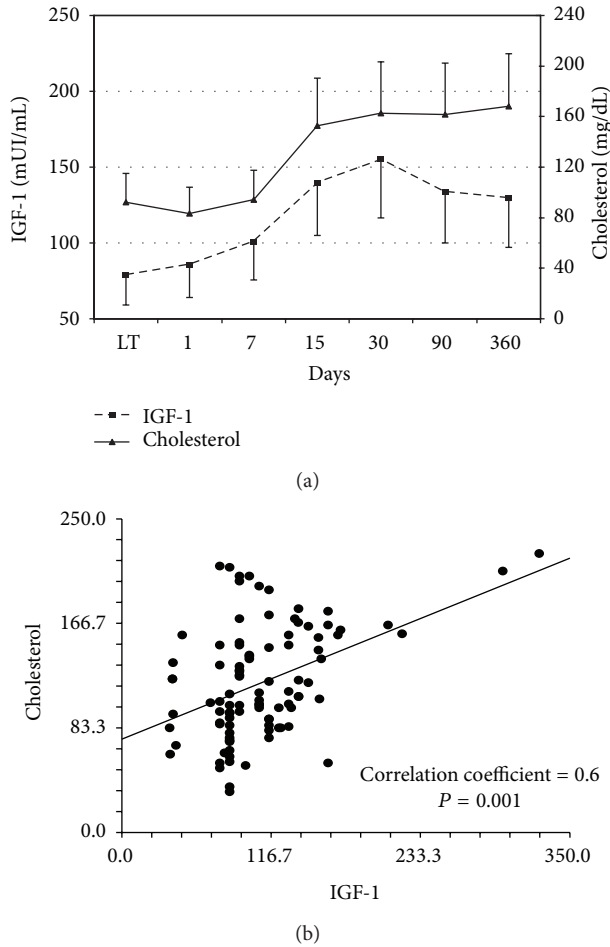 250
200
150
100
50
IGF-1 (mUI/mL)
240
200
160
120
80
40
0
Cholesterol (mg/dL)
LT 1 7 15 30 90 360
Days
IGF-1
Cholesterol
(a)
250.0
166.7
83.3
0.0
Cholesterol
Correlation coefficient = 0.6
P = 0.001
0.0 116.7 233.3 350.0
IGF-1
(b)